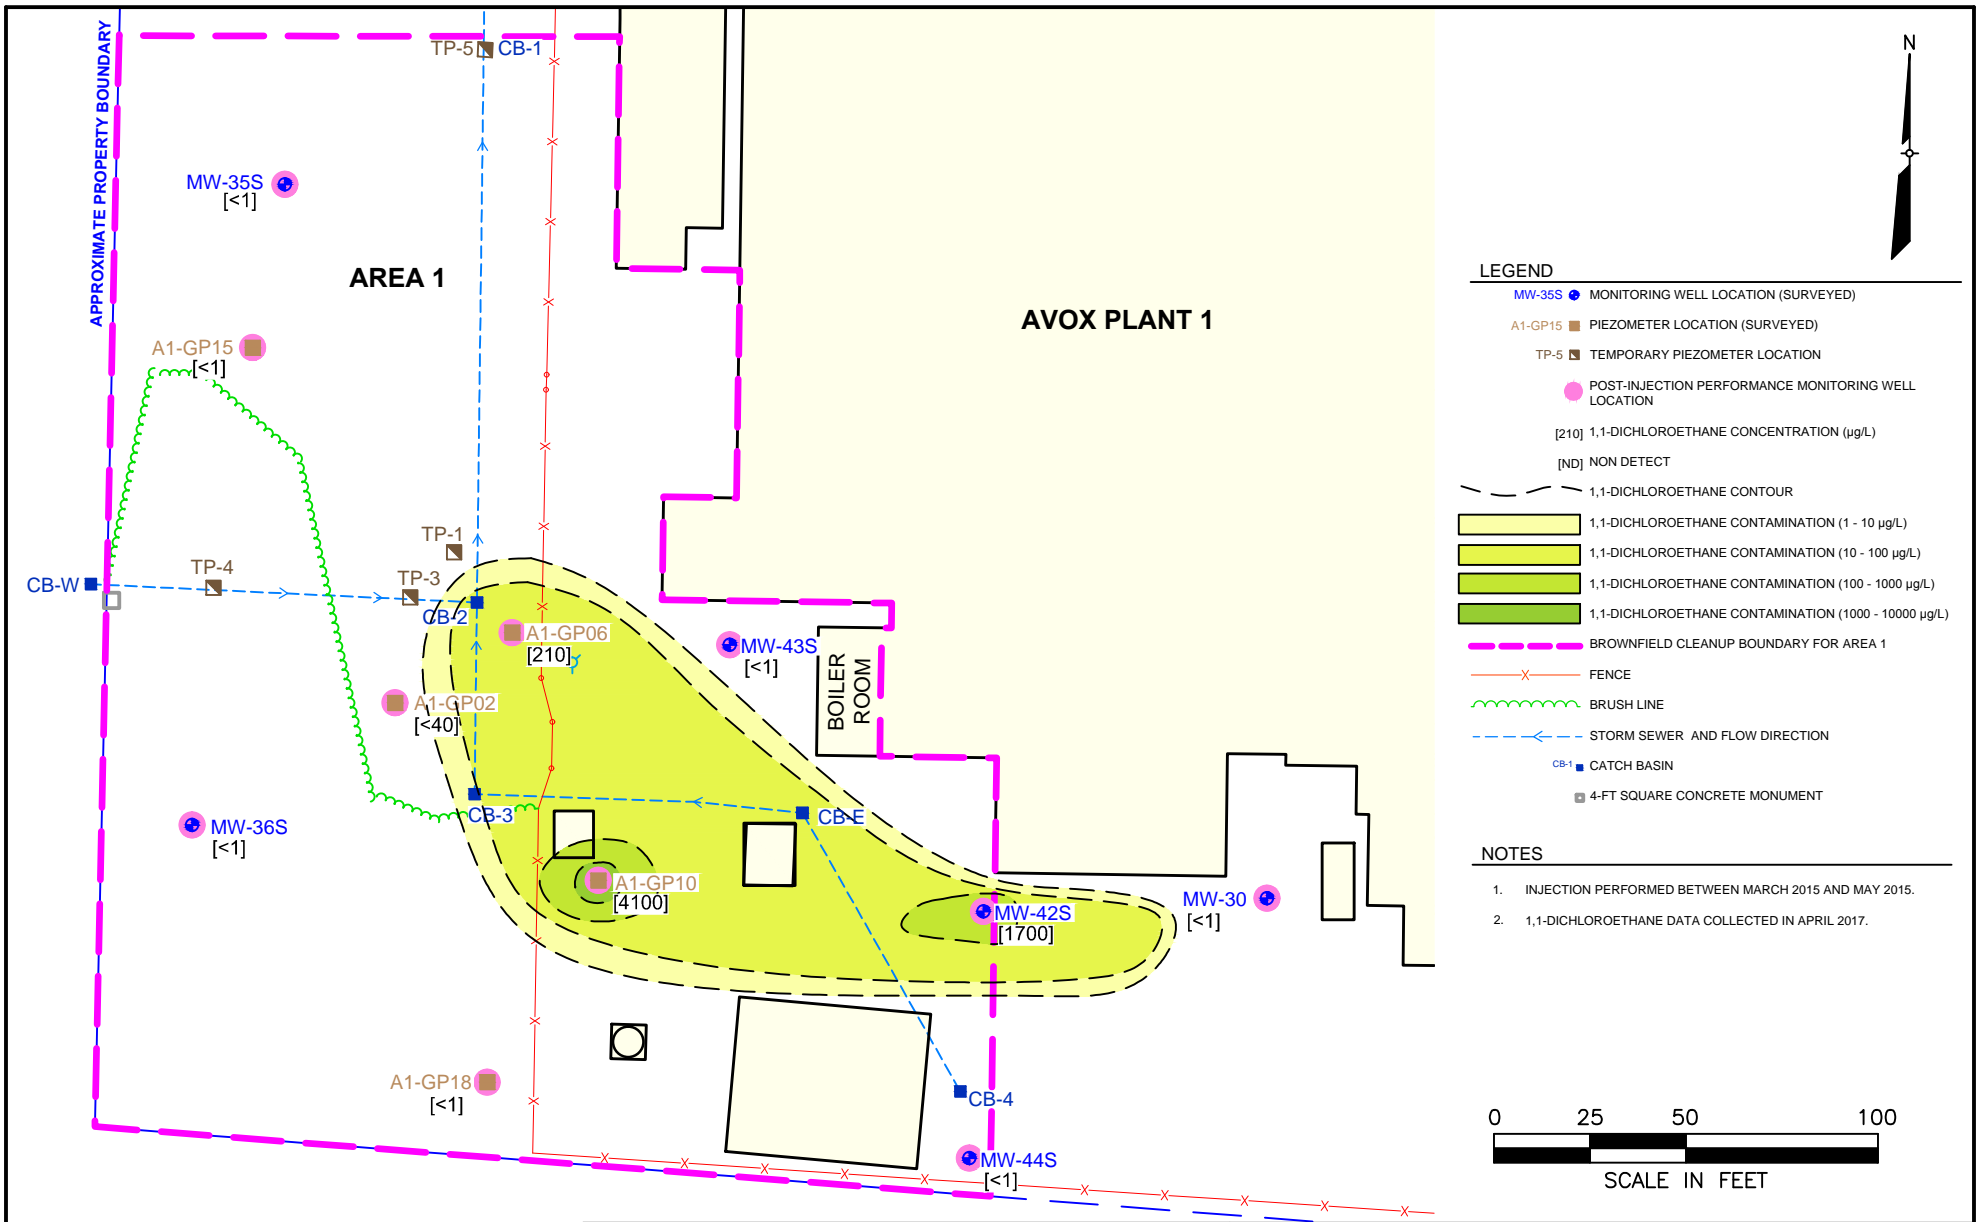 APPROXIMATE PROPERTY BOUNDARY
TP-5
CB-1
MW-35S
[<1]
AREA 1
AVOX PLANT 1
A1-GP15
[<1]
TP-1
TP-4
TP-3
CB-W
CB-2
A1-GP06
[210]
MW-43S
[<1]
BOILER
ROOM
A1-GP02
[<40]
CB-3
CB-E
MW-36S
[<1]
A1-GP10
[4100]
MW-42S
[1700]
MW-30
[<1]
A1-GP18
[<1]
CB-4
MW-44S
[<1]
N
LEGEND
MW-35S MONITORING WELL LOCATION (SURVEYED)
A1-GP15 PIEZOMETER LOCATION (SURVEYED)
TP-5 TEMPORARY PIEZOMETER LOCATION
POST-INJECTION PERFORMANCE MONITORING WELL
LOCATION
[210] 1,1-DICHLOROETHANE CONCENTRATION (µg/L)
[ND] NON DETECT
1,1-DICHLOROETHANE CONTOUR
1,1-DICHLOROETHANE CONTAMINATION (1 - 10 µg/L)
1,1-DICHLOROETHANE CONTAMINATION (10 - 100 µg/L)
1,1-DICHLOROETHANE CONTAMINATION (100 - 1000 µg/L)
1,1-DICHLOROETHANE CONTAMINATION (1000 - 10000 µg/L)
BROWNFIELD CLEANUP BOUNDARY FOR AREA 1
FENCE
BRUSH LINE
STORM SEWER AND FLOW DIRECTION
CB-1 CATCH BASIN
4-FT SQUARE CONCRETE MONUMENT
NOTES
1. INJECTION PERFORMED BETWEEN MARCH 2015 AND MAY 2015.
2. 1,1-DICHLOROETHANE DATA COLLECTED IN APRIL 2017.
0 25 50 100
SCALE IN FEET